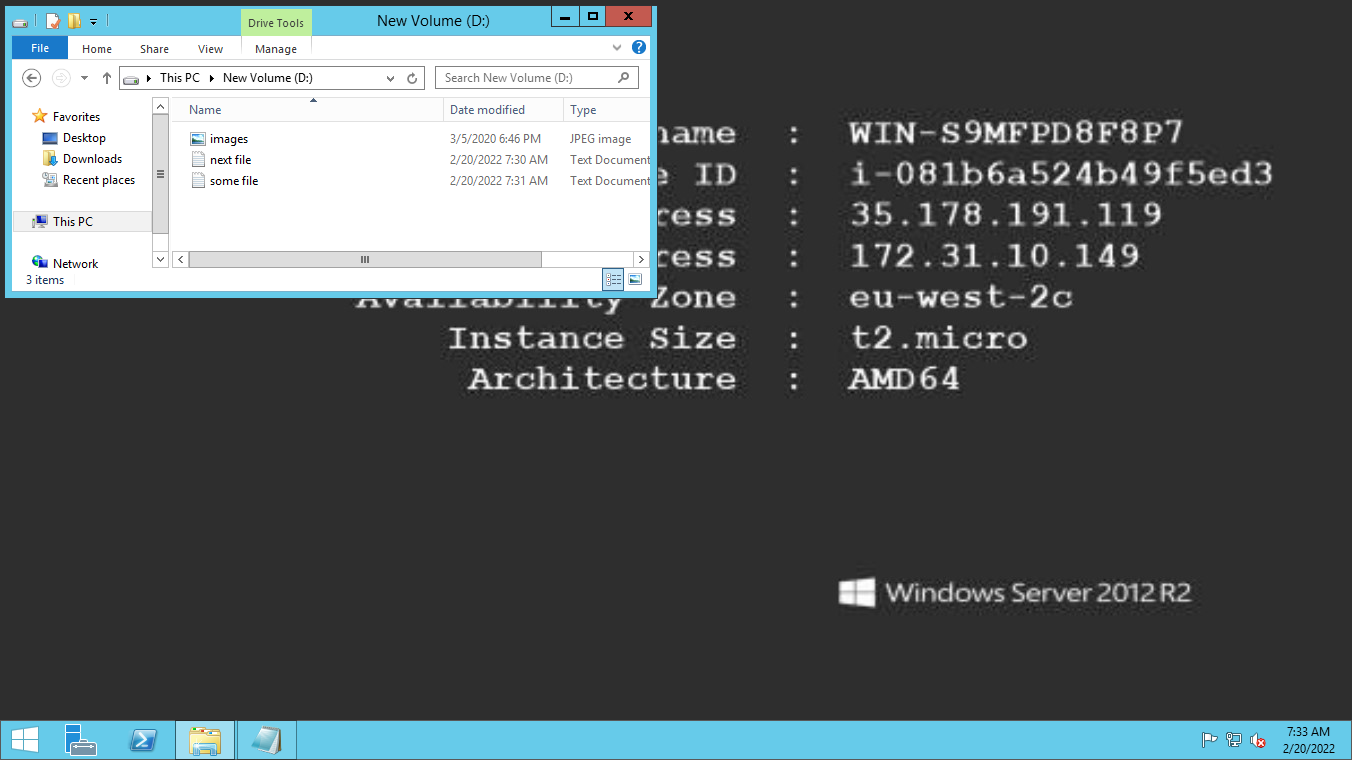 Drive Tools
New Volume (D:)
File
Home
Share
View
Manage
This PC
New Volume (D:)
Search New Volume (D:)
Favorites
Desktop
Downloads
Recent places
This PC
Network
Name
Date modified
Type
images
3/5/2020 6:46 PM
JPEG image
next file
2/20/2022 7:30 AM
Text Document
some file
2/20/2022 7:31 AM
Text Document
3 items
name : WIN-S9MFPD8F8P7
e ID : i-081b6a524b49f5ed3
ress : 35.178.191.119
ress : 172.31.10.149
Availability Zone : eu-west-2c
Instance Size : t2.micro
Architecture : AMD64
Windows Server 2012 R2
7:33 AM
2/20/2022